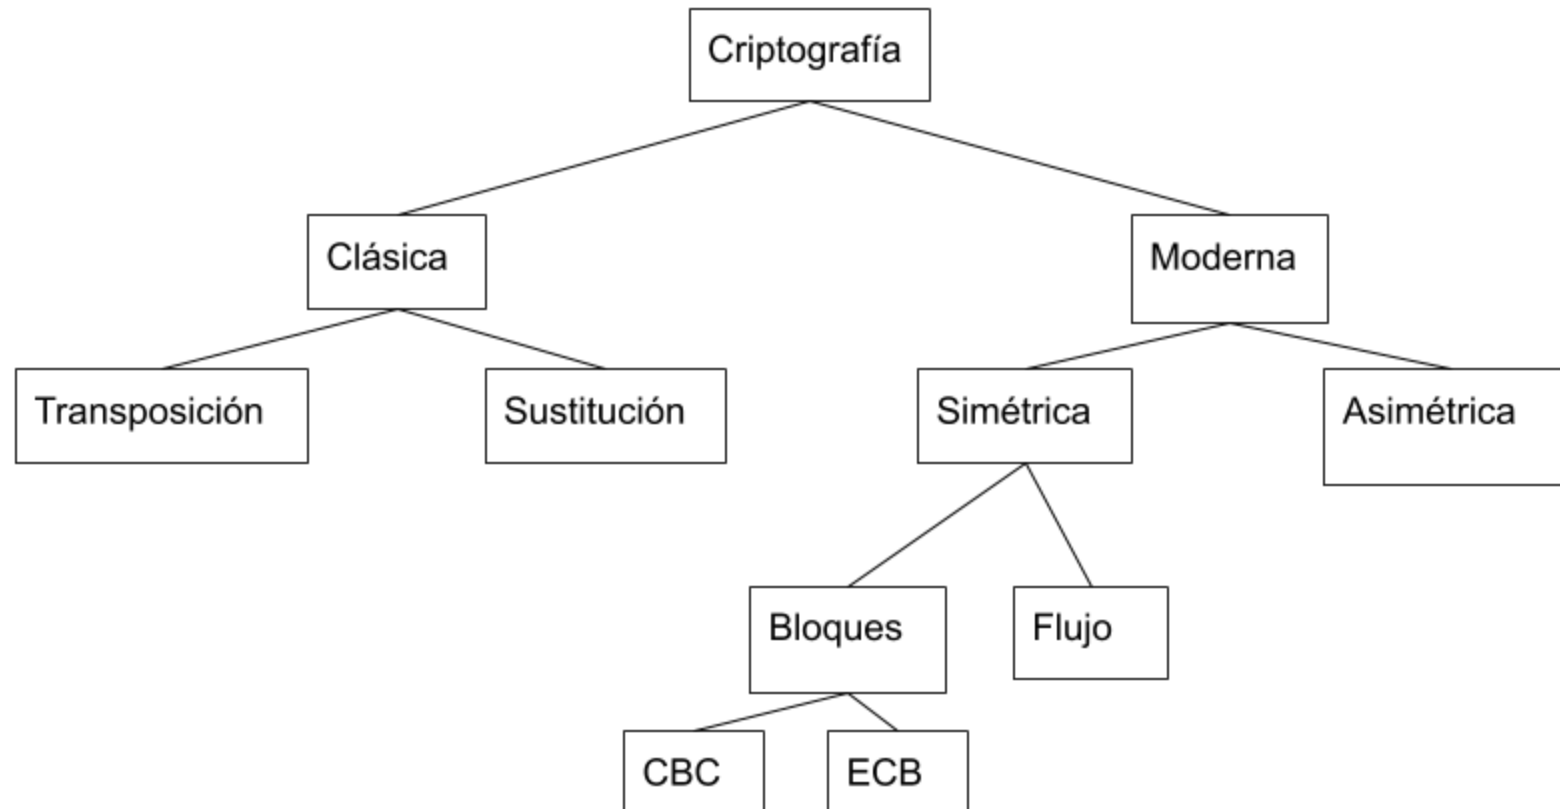 Criptografía
Clásica
Moderna
Transposición
Sustitución
Simétrica
Asimétrica
Bloques
Flujo
CBC
ECB